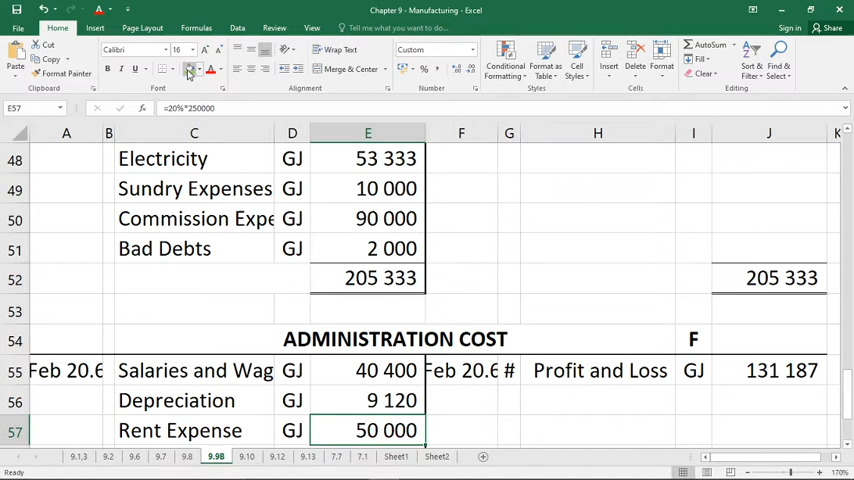 Chapter 9 - Manufacturing - Excel
File Home Insert Page Layout Formulas Data Review View Tell me what you want to do Sign in Share
Paste Cut Copy Format Painter Clipboard
Calibri 16 B I U A Font
Wrap Text Merge & Center Alignment
Custom % Number
Conditional Formatting Format as Table Cell Styles Styles
Insert Delete Format Cells
AutoSum Fill Clear Sort & Filter Find & Select Editing
E57 fx =20%*250000
A B C D E F G H I J K
48 Electricity GJ 53 333
49 Sundry Expenses GJ 10 000
50 Commission Expe GJ 90 000
51 Bad Debts GJ 2 000
52 205 333 205 333
53
54 ADMINISTRATION COST F
55 Feb 20.6 Salaries and Wag GJ 40 400 Feb 20.6 # Profit and Loss GJ 131 187
56 Depreciation GJ 9 120
57 Rent Expense GJ 50 000
9.1,3 9.2 9.6 9.7 9.8 9.9B 9.10 9.12 9.13 7.7 7.1 Sheet1 Sheet2
Ready 170%